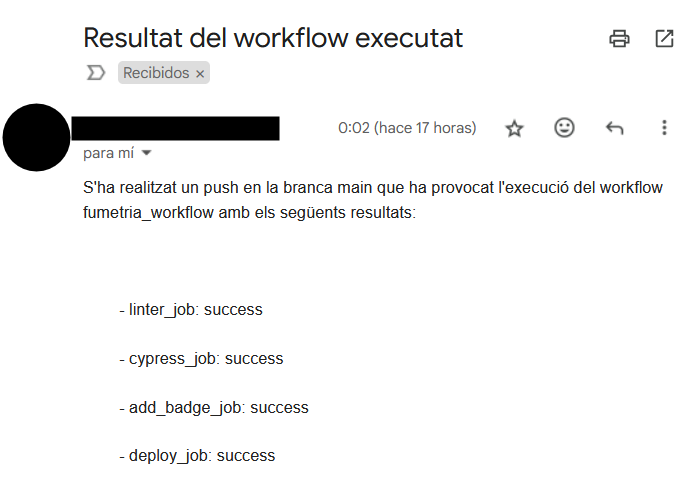 Resultat del workflow executat
Recibidos ×
0:02 (hace 17 horas)
para mí
S'ha realitzat un push en la branca main que ha provocat l'execució del workflow
fumetria_workflow amb els següents resultats:
- linter_job: success
- cypress_job: success
- add_badge_job: success
- deploy_job: success